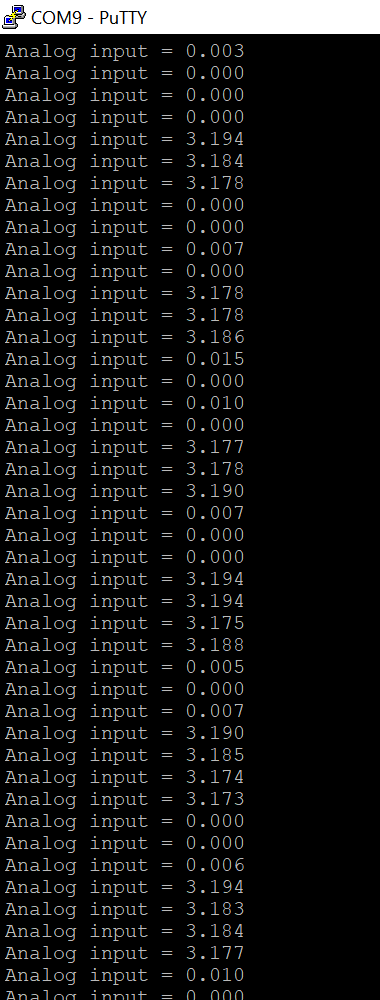 COM9 - PuTTY
Analog input = 0.003
Analog input = 0.000
Analog input = 0.000
Analog input = 0.000
Analog input = 3.194
Analog input = 3.184
Analog input = 3.178
Analog input = 0.000
Analog input = 0.000
Analog input = 0.007
Analog input = 0.000
Analog input = 3.178
Analog input = 3.178
Analog input = 3.186
Analog input = 0.015
Analog input = 0.000
Analog input = 0.010
Analog input = 0.000
Analog input = 3.177
Analog input = 3.178
Analog input = 3.190
Analog input = 0.007
Analog input = 0.000
Analog input = 0.000
Analog input = 3.194
Analog input = 3.194
Analog input = 3.175
Analog input = 3.188
Analog input = 0.005
Analog input = 0.000
Analog input = 0.007
Analog input = 3.190
Analog input = 3.185
Analog input = 3.174
Analog input = 3.173
Analog input = 0.000
Analog input = 0.000
Analog input = 0.006
Analog input = 3.194
Analog input = 3.183
Analog input = 3.184
Analog input = 3.177
Analog input = 0.010
Analog input = 0.000